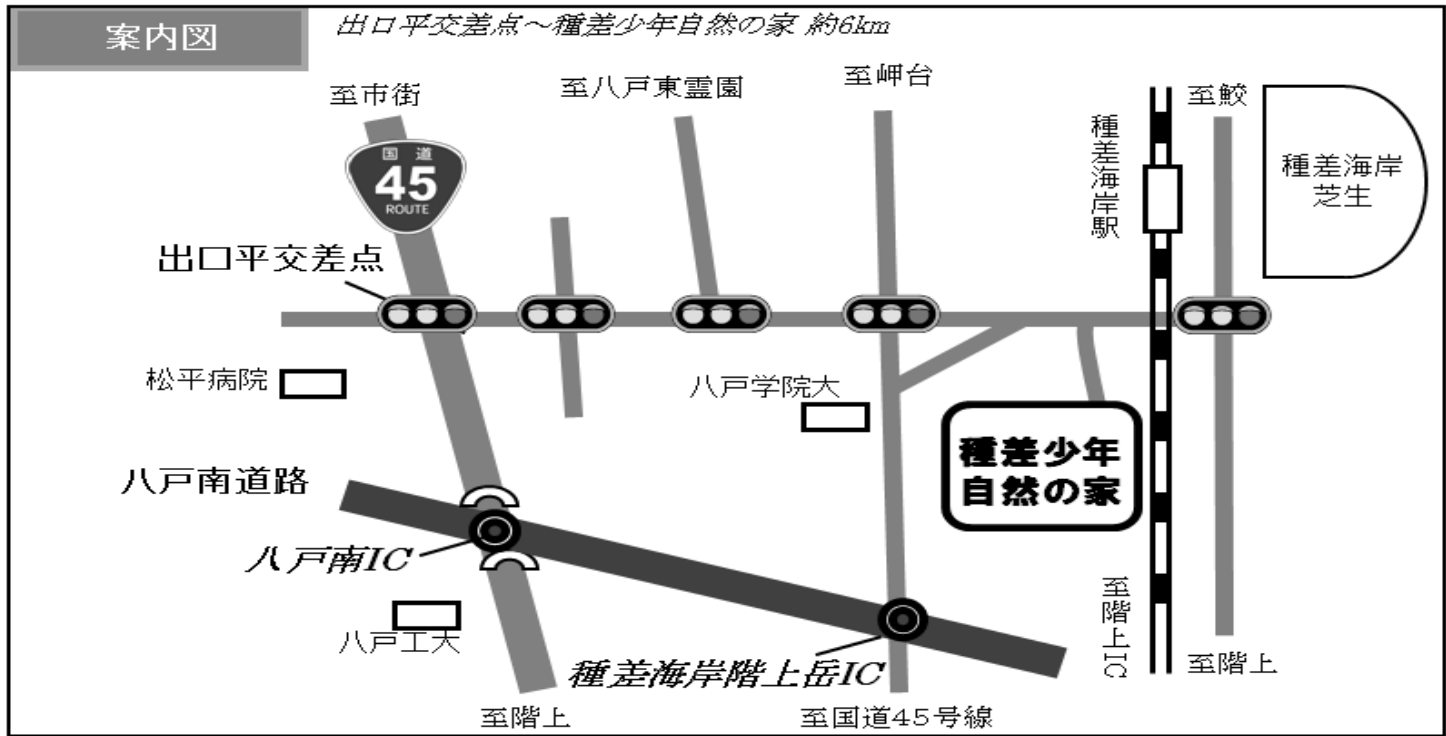 案内図
出口平交差点～種差少年自然の家 約6km
至市街
至八戸東霊園
至岬台
至鮫
種差海岸駅
種差海岸
芝生
国道
45
ROUTE
出口平交差点
松平病院
八戸学院大
種差少年
自然の家
八戸南道路
八戸南IC
八戸工大
種差海岸階上岳IC
至階上IC
至階上
至階上
至国道45号線